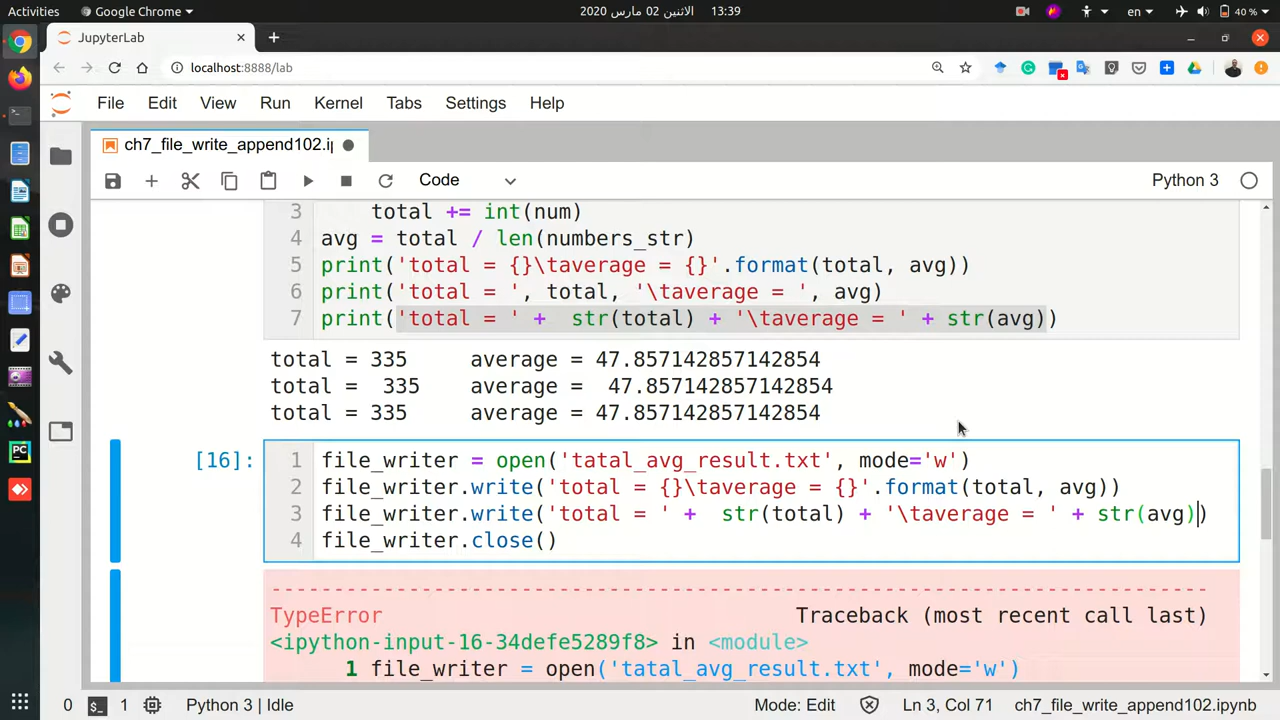 Activities
Google Chrome
الاثنين 02 مارس 2020 13:39
en
40 %
JupyterLab
localhost:8888/lab
File Edit View Run Kernel Tabs Settings Help
ch7_file_write_append102.ij
Code
Python 3
3 total += int(num)
4 avg = total / len(numbers_str)
5 print('total = {}\taverage = {}'.format(total, avg))
6 print('total = ', total, '\taverage = ', avg)
7 print('total = ' +  str(total) + '\taverage = ' + str(avg))
total = 335 average = 47.857142857142854
total =  335 average =  47.857142857142854
total = 335 average = 47.857142857142854
[16]:
1 file_writer = open('tatal_avg_result.txt', mode='w')
2 file_writer.write('total = {}\taverage = {}'.format(total, avg))
3 file_writer.write('total = ' +  str(total) + '\taverage = ' + str(avg))
4 file_writer.close()
---------------------------------------------------------------------------
TypeError Traceback (most recent call last)
<ipython-input-16-34defe5289f8> in <module>
1 file_writer = open('tatal_avg_result.txt', mode='w')
0 $_ 1 Python 3 | Idle Mode: Edit Ln 3, Col 71 ch7_file_write_append102.ipynb